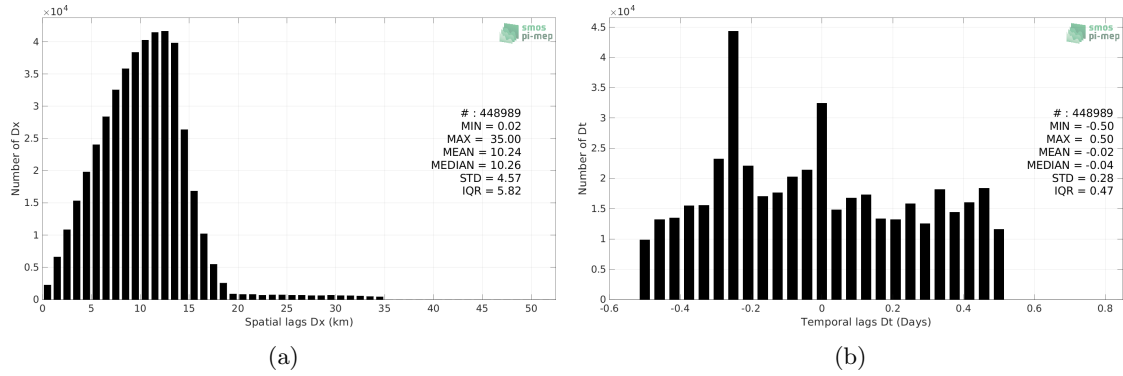 ×10⁴
4
3.5
3
2.5
2
1.5
1
0.5
0
Number of Dx
smos
pi-mep
# : 448989
MIN = 0.02
MAX = 35.00
MEAN = 10.24
MEDIAN = 10.26
STD = 4.57
IQR = 5.82
0 5 10 15 20 25 30 35 40 45 50
Spatial lags Dx (km)
(a)
×10⁴
4.5
4
3.5
3
2.5
2
1.5
1
0.5
0
Number of Dt
smos
pi-mep
# : 448989
MIN = -0.50
MAX = 0.50
MEAN = -0.02
MEDIAN = -0.04
STD = 0.28
IQR = 0.47
-0.6 -0.4 -0.2 0 0.2 0.4 0.6 0.8
Temporal lags Dt (Days)
(b)